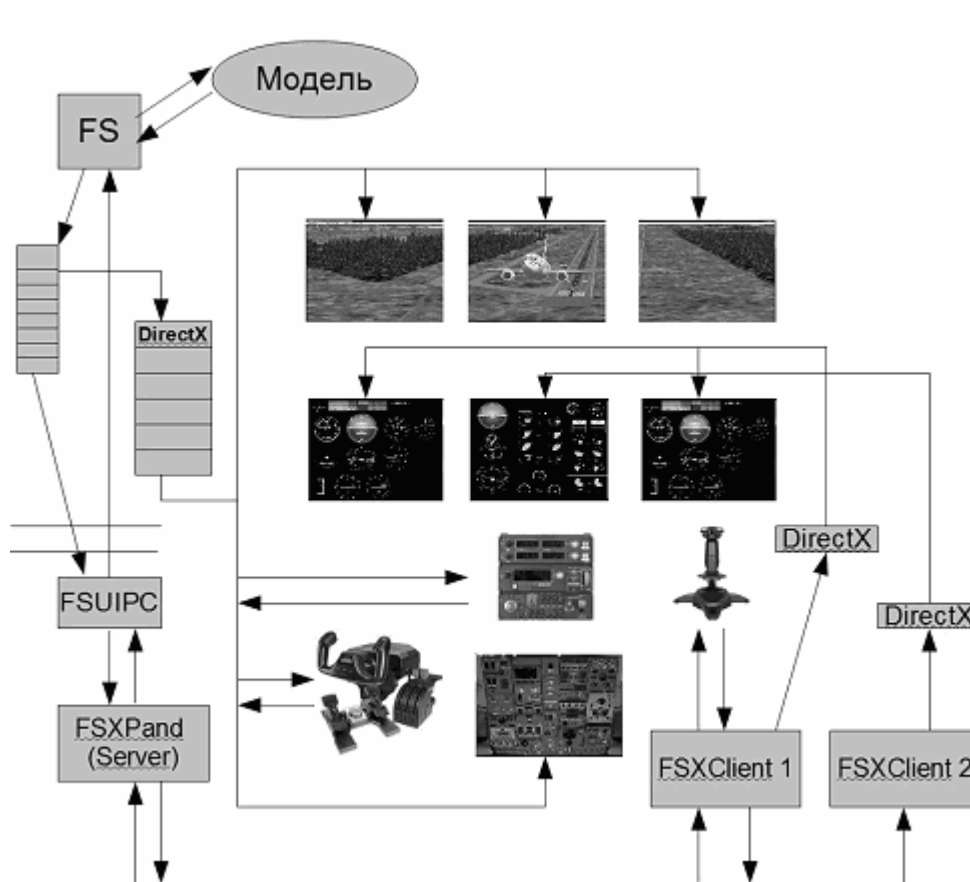 Модель
FS
DirectX
DirectX
FSUIPC
DirectX
FSXPand
(Server)
FSXClient 1
FSXClient 2